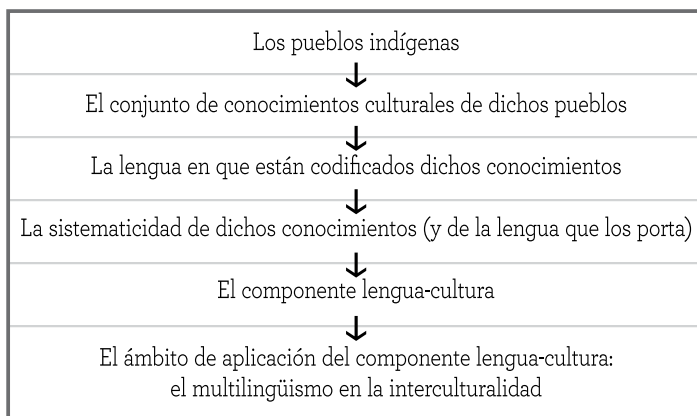 Los pueblos indígenas
El conjunto de conocimientos culturales de dichos pueblos
La lengua en que están codificados dichos conocimientos
La sistematicidad de dichos conocimientos (y de la lengua que los porta)
El componente lengua-cultura
El ámbito de aplicación del componente lengua-cultura:
el multilingüismo en la interculturalidad